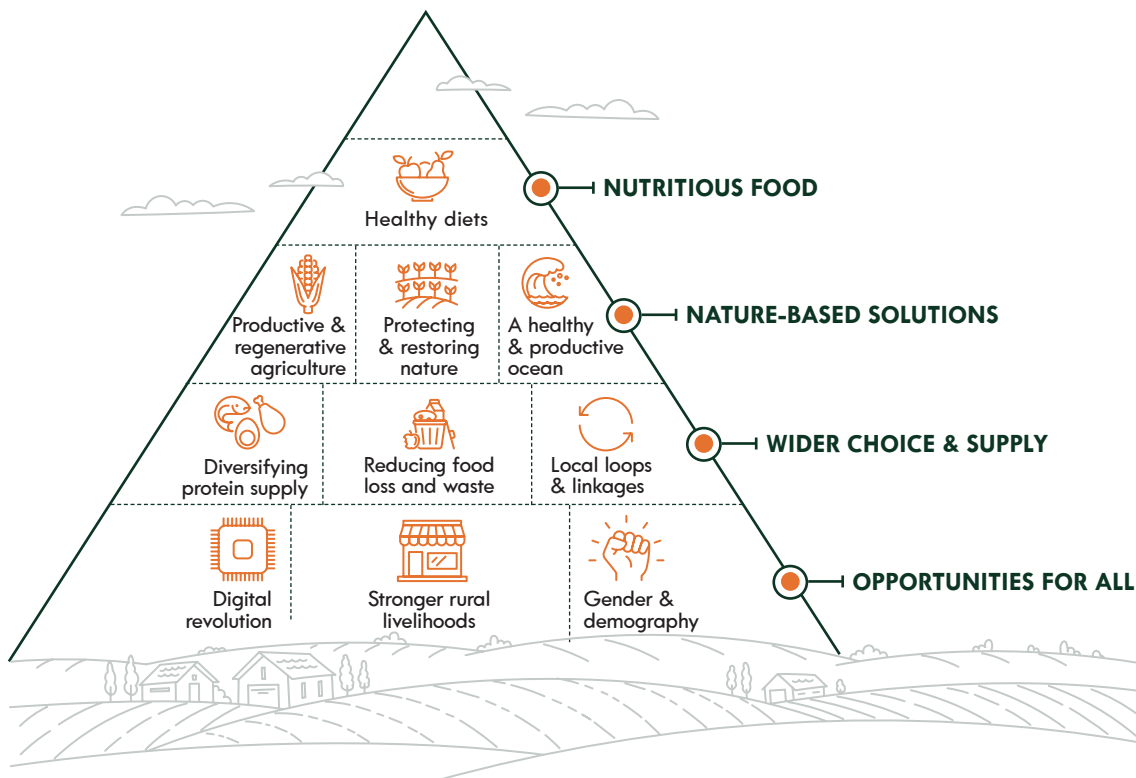 Healthy diets
NUTRITIOUS FOOD
Productive &
regenerative
agriculture
Protecting
& restoring
nature
A healthy
& productive
ocean
NATURE-BASED SOLUTIONS
Diversifying
protein supply
Reducing food
loss and waste
Local loops
& linkages
WIDER CHOICE & SUPPLY
Digital
revolution
Stronger rural
livelihoods
Gender &
demography
OPPORTUNITIES FOR ALL